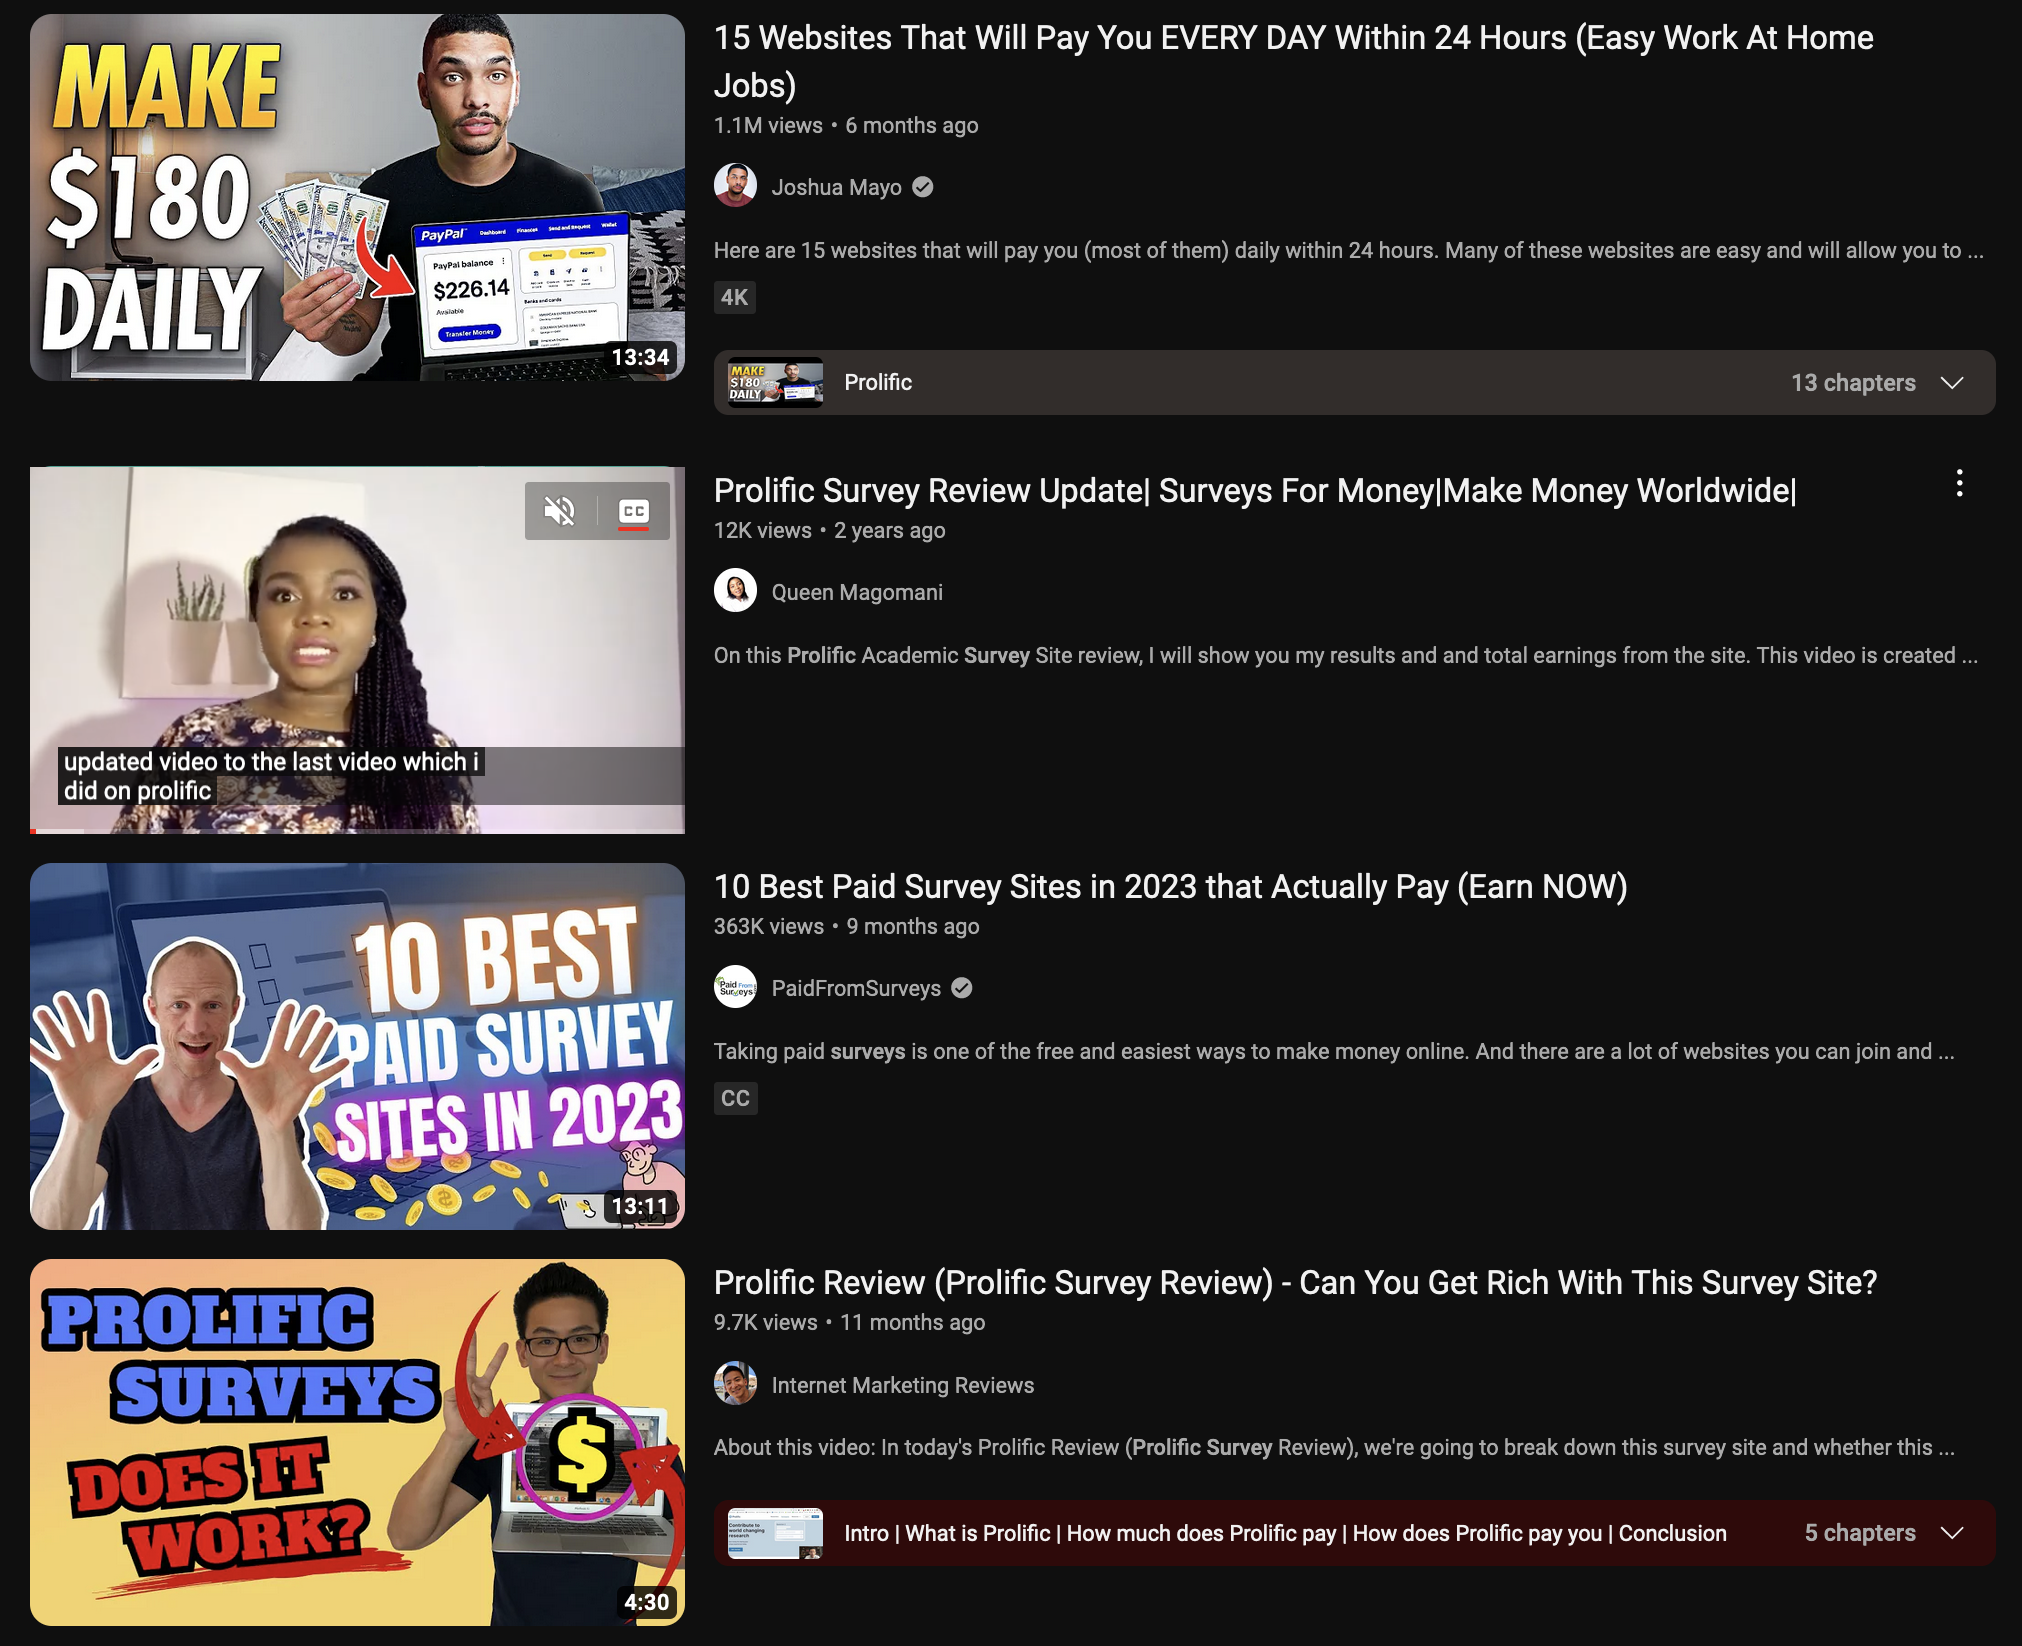 MAKE
$180
DAILY
PayPal Dashboard Finances Send and Request Wallet
PayPal balance
$226.14
Available
Transfer Money
Send Request
Banks and cards
13:34
15 Websites That Will Pay You EVERY DAY Within 24 Hours (Easy Work At Home
Jobs)
1.1M views • 6 months ago
Joshua Mayo
Here are 15 websites that will pay you (most of them) daily within 24 hours. Many of these websites are easy and will allow you to ...
4K
MAKE
$180
DAILY
Prolific
13 chapters
CC
updated video to the last video which i
did on prolific
Prolific Survey Review Update| Surveys For Money|Make Money Worldwide|
12K views • 2 years ago
Queen Magomani
On this Prolific Academic Survey Site review, I will show you my results and and total earnings from the site. This video is created ...
10 BEST
PAID SURVEY
SITES IN 2023
13:11
10 Best Paid Survey Sites in 2023 that Actually Pay (Earn NOW)
363K views • 9 months ago
Paid From
Surveys
PaidFromSurveys
Taking paid surveys is one of the free and easiest ways to make money online. And there are a lot of websites you can join and ...
CC
PROLIFIC
SURVEYS
DOES IT
WORK?
$
4:30
Prolific Review (Prolific Survey Review) - Can You Get Rich With This Survey Site?
9.7K views • 11 months ago
Internet Marketing Reviews
About this video: In today's Prolific Review (Prolific Survey Review), we're going to break down this survey site and whether this ...
Contribute to
world changing
research
Intro | What is Prolific | How much does Prolific pay | How does Prolific pay you | Conclusion
5 chapters